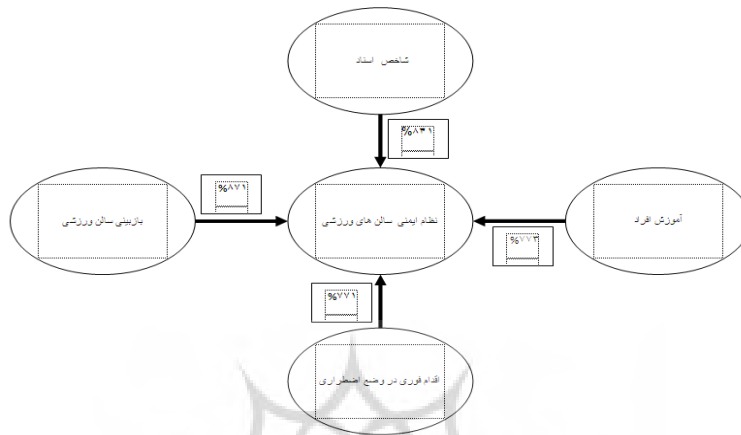 شاخص اسناد
%۸۳۱
%۸۷۱
بازبینی سالن ورزشی
نظام ایمنی سالن های ورزشی
آموزش افراد
%۷۷۳
%۷۷۱
اقدام فوری در وضع اضطراری